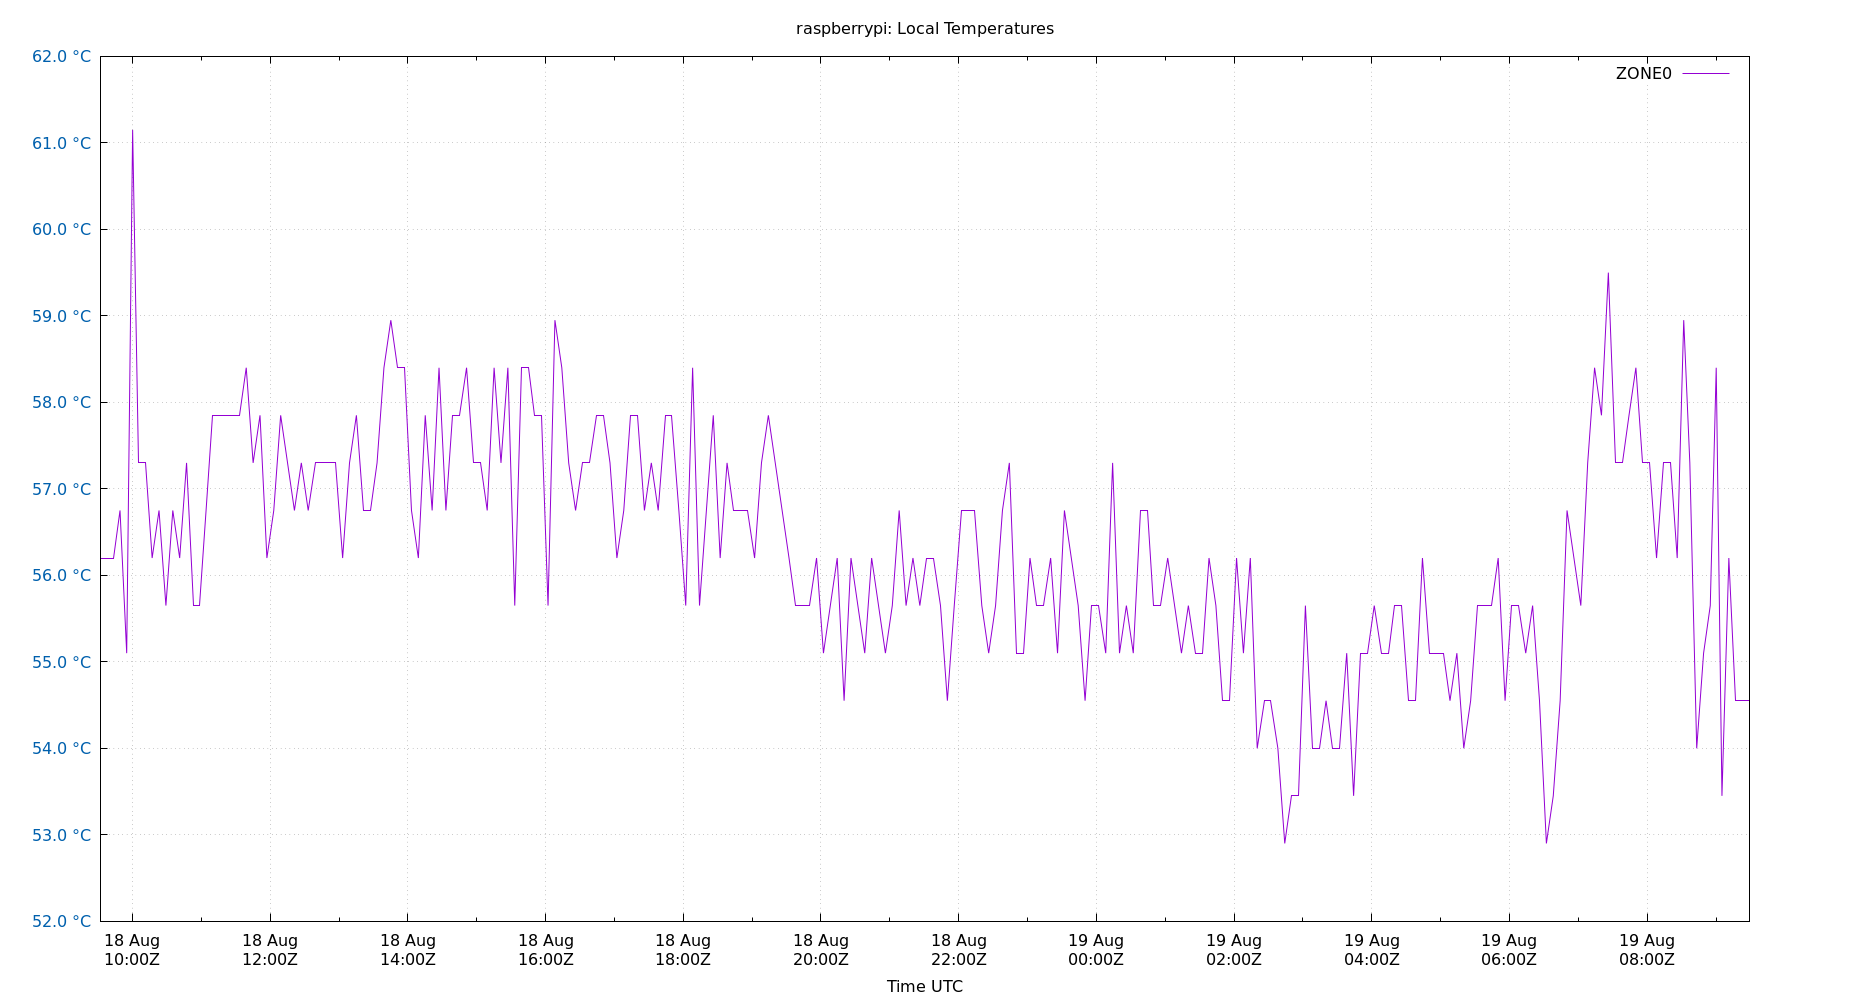 raspberrypi: Local Temperatures
ZONE0
62.0 °C
61.0 °C
60.0 °C
59.0 °C
58.0 °C
57.0 °C
56.0 °C
55.0 °C
54.0 °C
53.0 °C
52.0 °C
18 Aug 18 Aug 18 Aug 18 Aug 18 Aug 18 Aug 18 Aug 19 Aug 19 Aug 19 Aug 19 Aug 19 Aug
10:00Z 12:00Z 14:00Z 16:00Z 18:00Z 20:00Z 22:00Z 00:00Z 02:00Z 04:00Z 06:00Z 08:00Z
Time UTC